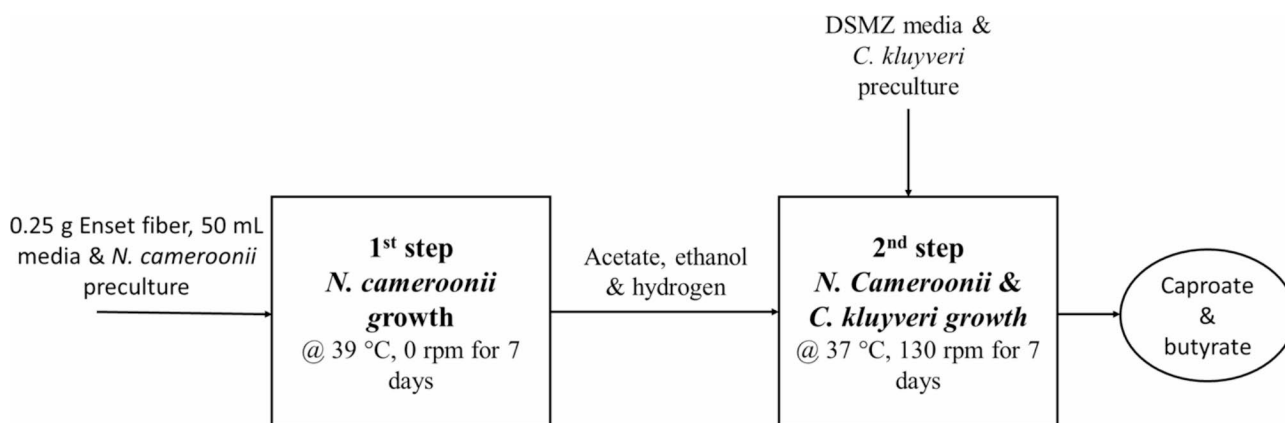 DSMZ media &
C. kluyveri
preculture
0.25 g Enset fiber, 50 mL
media & N. cameroonii
preculture
1st step
N. cameroonii
growth
@ 39 °C, 0 rpm for 7
days
Acetate, ethanol
& hydrogen
2nd step
N. Cameroonii &
C. kluyveri growth
@ 37 °C, 130 rpm for 7
days
Caproate
&
butyrate